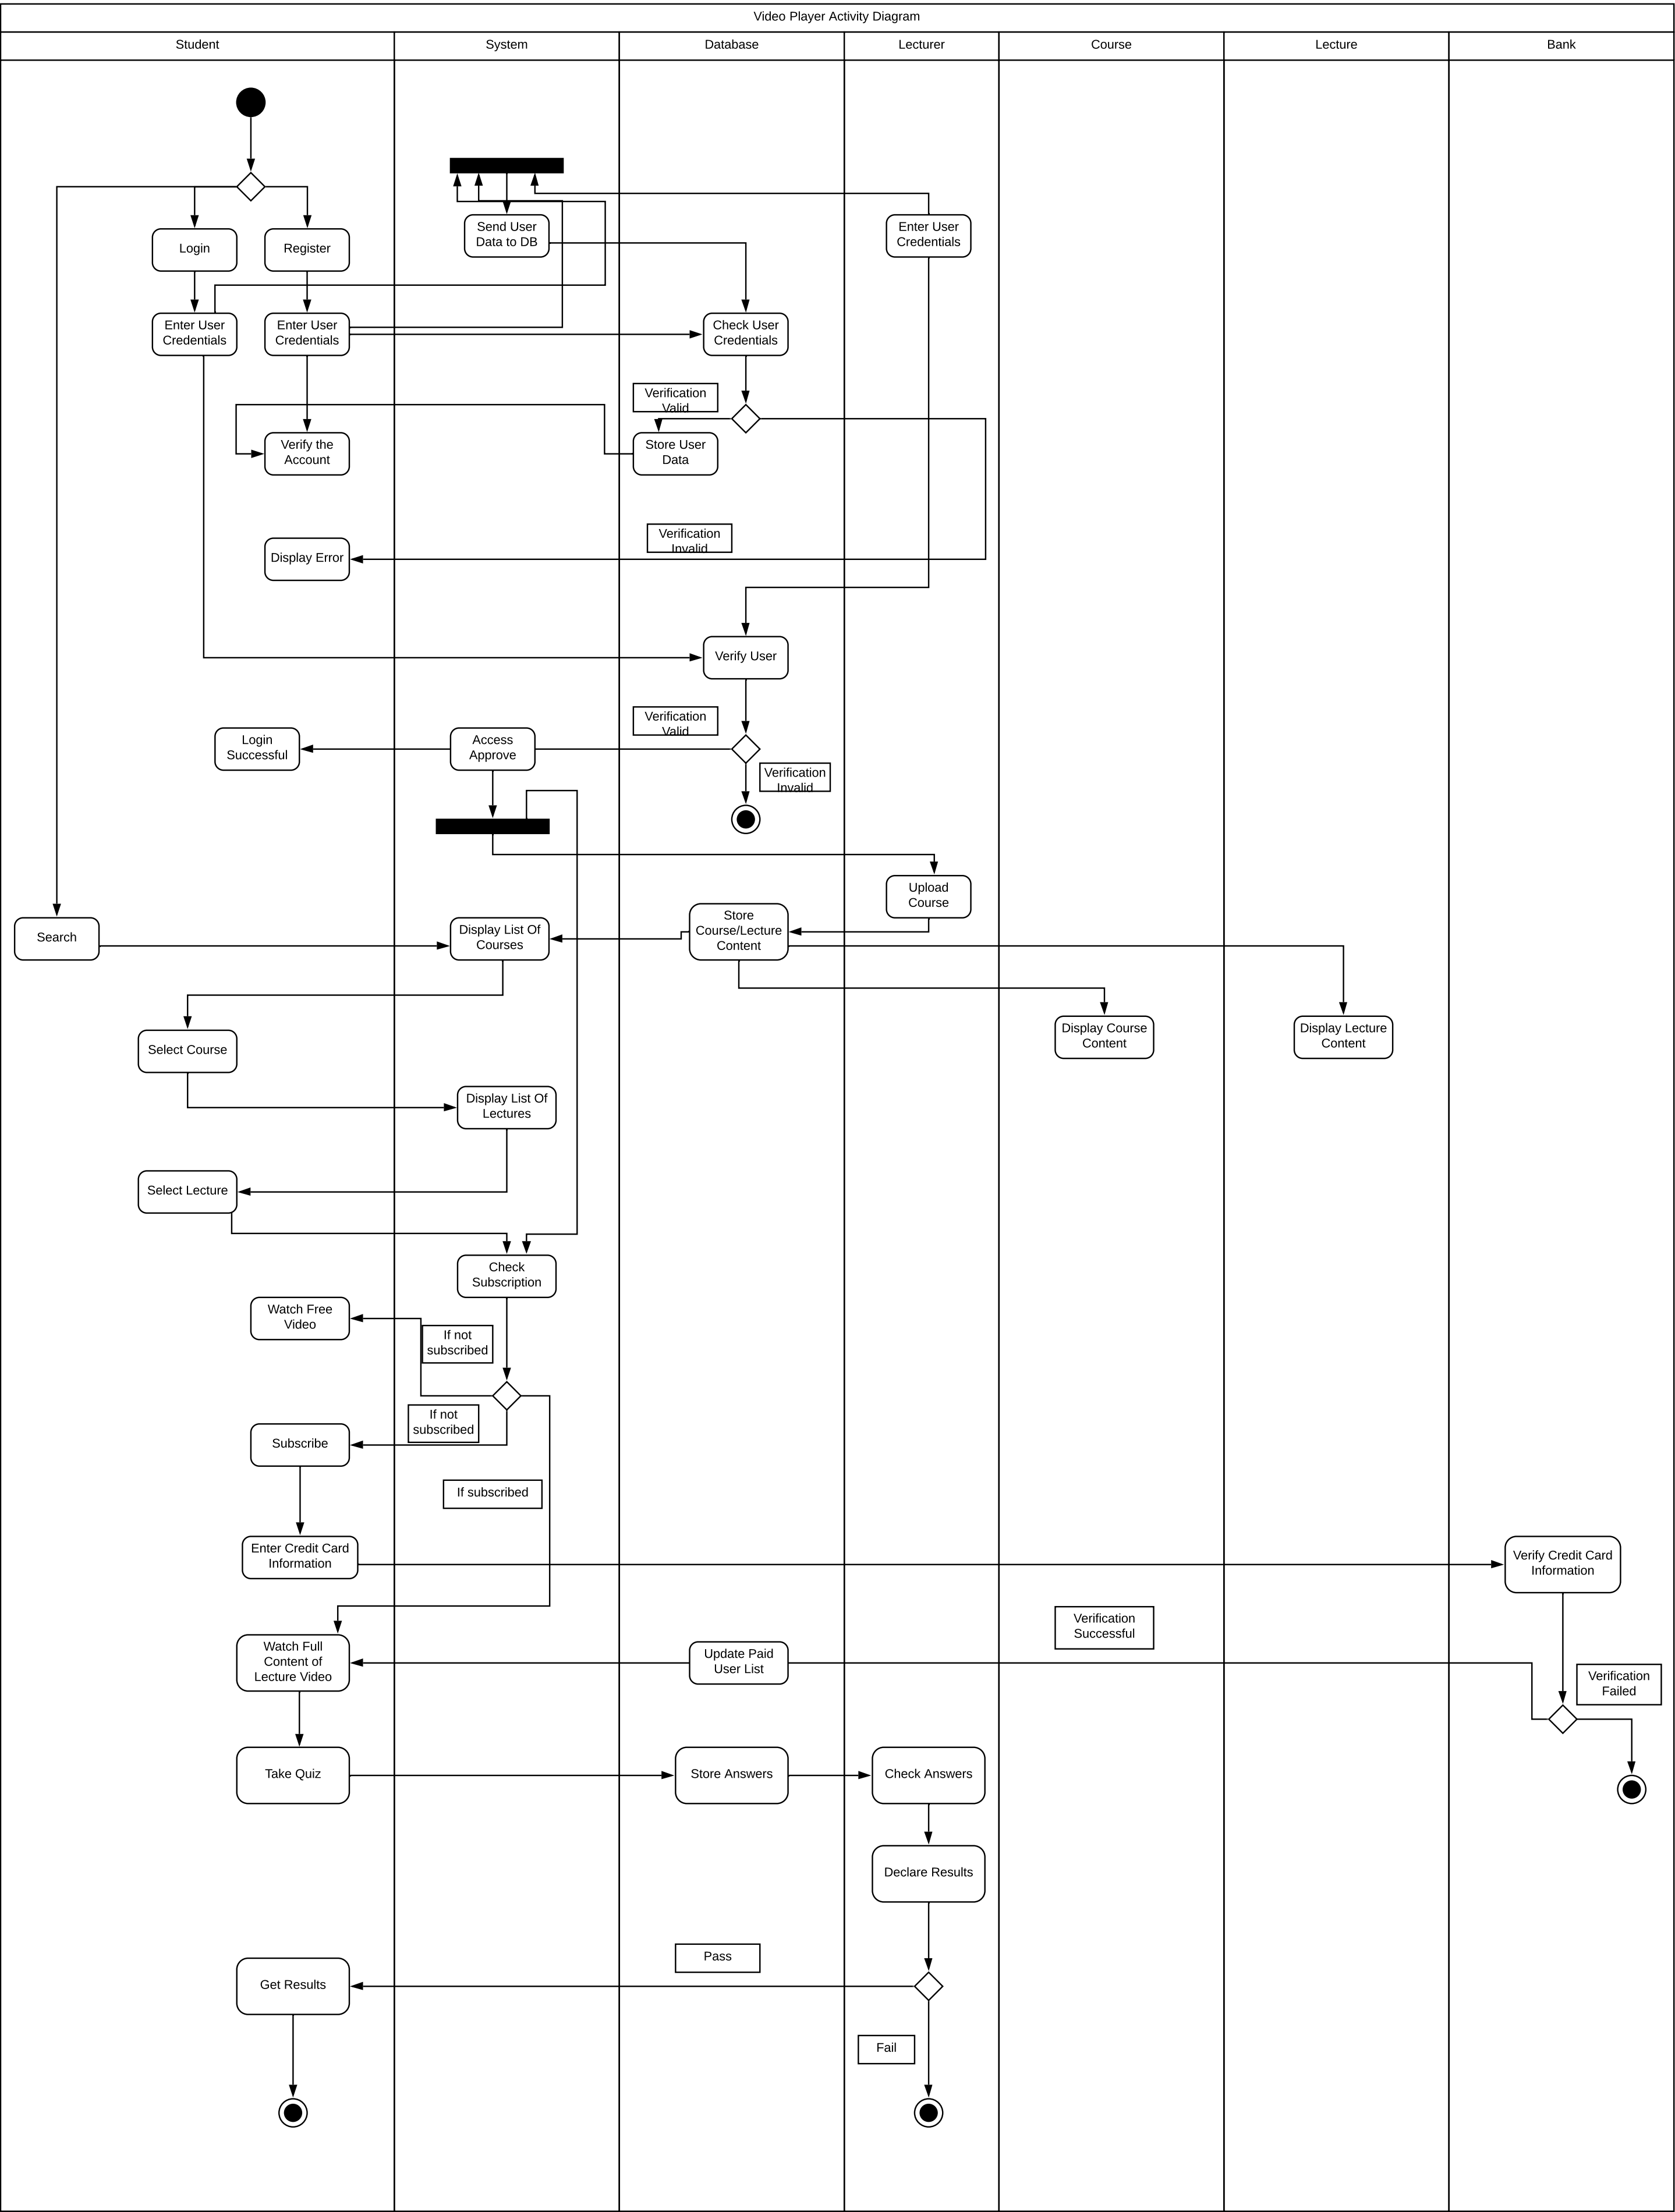 Video Player Activity Diagram
Student
System
Database
Lecturer
Course
Lecture
Bank
Send User
Data to DB
Enter User
Credentials
Login
Register
Enter User
Credentials
Enter User
Credentials
Check User
Credentials
Verification
Valid
Verify the
Account
Store User
Data
Verification
Invalid
Display Error
Verify User
Verification
Valid
Login
Successful
Access
Approve
Verification
Invalid
Upload
Course
Search
Display List Of
Courses
Store
Course/Lecture
Content
Select Course
Display Course
Content
Display Lecture
Content
Display List Of
Lectures
Select Lecture
Check
Subscription
Watch Free
Video
If not
subscribed
If not
subscribed
Subscribe
If subscribed
Enter Credit Card
Information
Verify Credit Card
Information
Verification
Successful
Watch Full
Content of
Lecture Video
Update Paid
User List
Verification
Failed
Take Quiz
Store Answers
Check Answers
Declare Results
Pass
Get Results
Fail